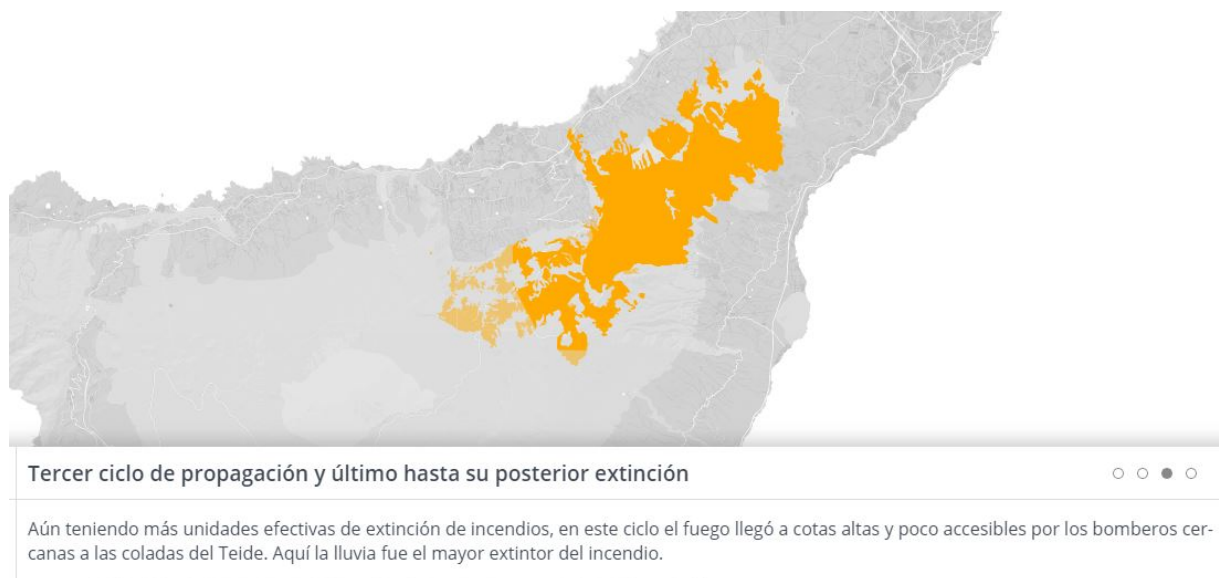 Tercer ciclo de propagación y último hasta su posterior extinción
Aún teniendo más unidades efectivas de extinción de incendios, en este ciclo el fuego llegó a cotas altas y poco accesibles por los bomberos cer-
canas a las coladas del Teide. Aquí la lluvia fue el mayor extintor del incendio.